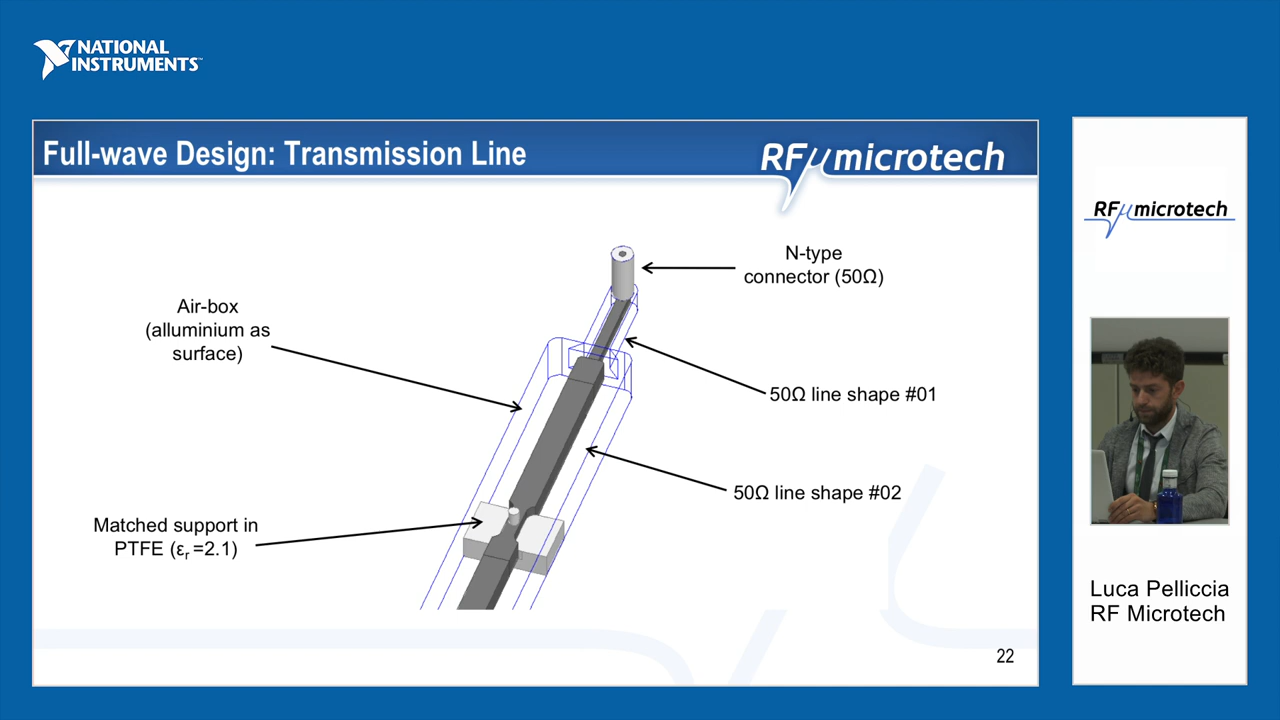 NATIONAL
INSTRUMENTS™
Full-wave Design: Transmission Line
RFμmicrotech
RFμmicrotech
N-type
connector (50Ω)
Air-box
(alluminium as
surface)
50Ω line shape #01
50Ω line shape #02
Matched support in
PTFE (εr =2.1)
22
Luca Pelliccia
RF Microtech